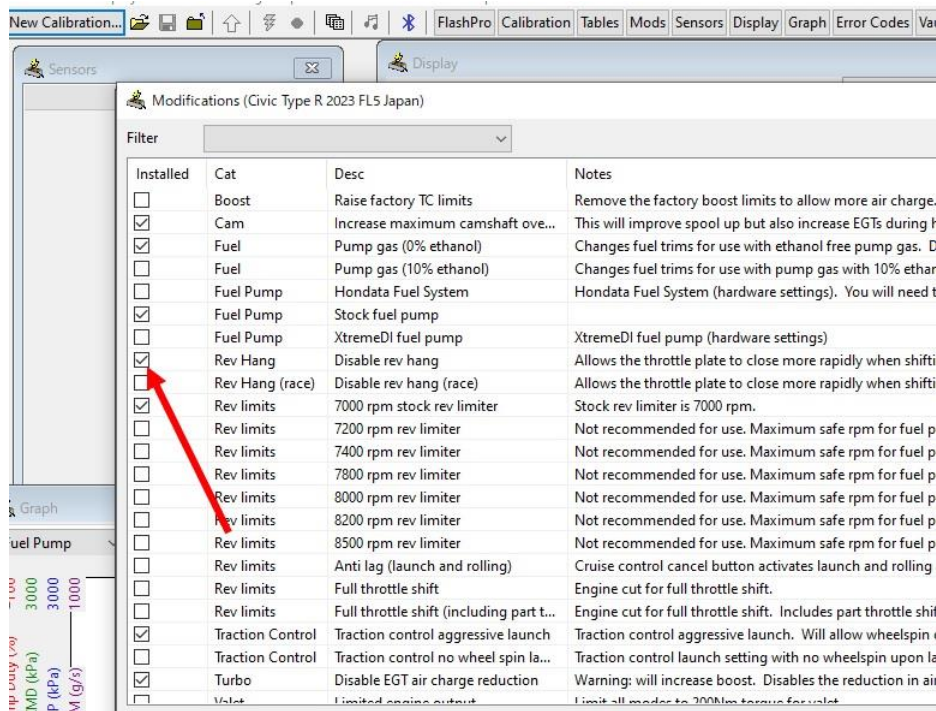 New Calibration...
FlashPro Calibration Tables Mods Sensors Display Graph Error Codes
Sensors
Display
Modifications (Civic Type R 2023 FL5 Japan)
Filter
Installed Cat Desc Notes
Boost Raise factory TC limits Remove the factory boost limits to allow more air charge.
Cam Increase maximum camshaft ove... This will improve spool up but also increase EGTs during
Fuel Pump gas (0% ethanol) Changes fuel trims for use with ethanol free pump gas.
Fuel Pump gas (10% ethanol) Changes fuel trims for use with pump gas with 10%
Fuel Pump Hondata Fuel System Hondata Fuel System (hardware settings). You will need
Fuel Pump Stock fuel pump
Fuel Pump XtremeDI fuel pump XtremeDI fuel pump (hardware settings)
Rev Hang Disable rev hang Allows the throttle plate to close more rapidly when
Rev Hang (race) Disable rev hang (race) Allows the throttle plate to close more rapidly when
Rev limits 7000 rpm stock rev limiter Stock rev limiter is 7000 rpm.
Rev limits 7200 rpm rev limiter Not recommended for use. Maximum safe rpm for fuel
Rev limits 7400 rpm rev limiter Not recommended for use. Maximum safe rpm for fuel
Rev limits 7800 rpm rev limiter Not recommended for use. Maximum safe rpm for fuel
Rev limits 8000 rpm rev limiter Not recommended for use. Maximum safe rpm for fuel
Rev limits 8200 rpm rev limiter Not recommended for use. Maximum safe rpm for fuel
Rev limits 8500 rpm rev limiter Not recommended for use. Maximum safe rpm for fuel
Rev limits Anti lag (launch and rolling) Cruise control cancel button activates launch and rolling
Rev limits Full throttle shift Engine cut for full throttle shift.
Rev limits Full throttle shift (including part t... Engine cut for full throttle shift. Includes part throttle
Traction Control Traction control aggressive launch Traction control aggressive launch. Will allow wheelspin
Traction Control Traction control no wheel spin la... Traction control launch setting with no wheelspin upon
Turbo Disable EGT air charge reduction Warning: will increase boost. Disables the reduction in
Valet Limited engine output Limit all modes to 200Nm torque for valet
Graph
uel Pump
3000
3000
1000
Duty (%)
(kPa)
(kPa)
(g/s)